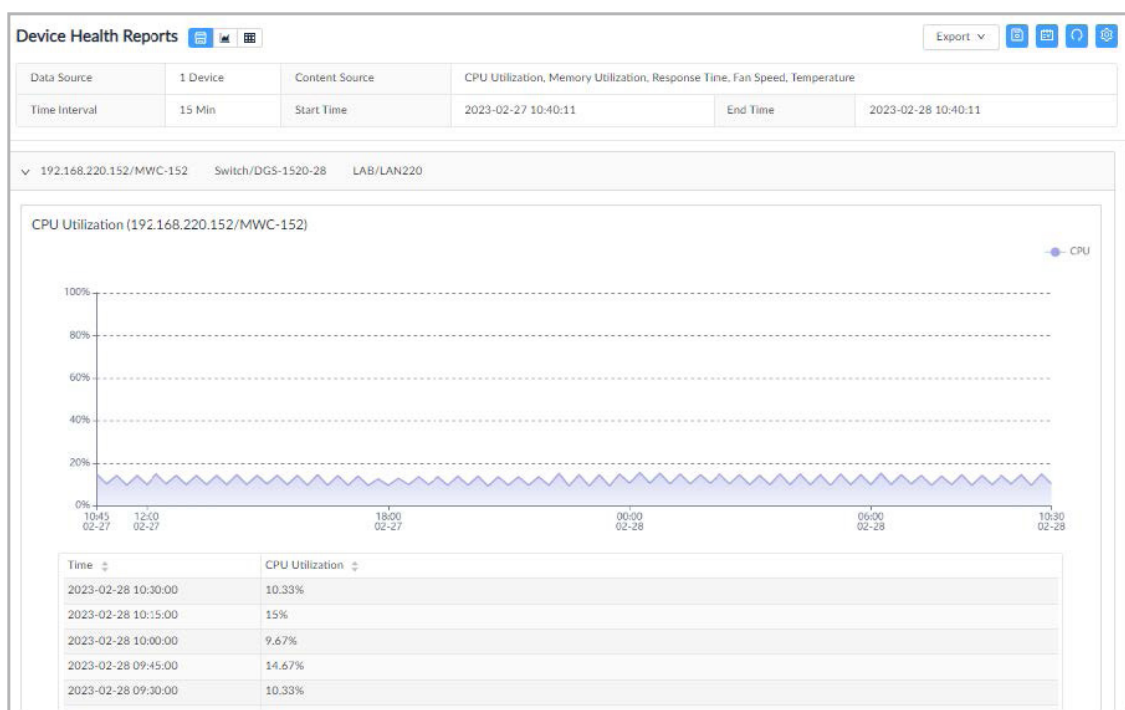 Device Health Reports
Export
Data Source 1 Device Content Source CPU Utilization, Memory Utilization, Response Time, Fan Speed, Temperature
Time Interval 15 Min Start Time 2023-02-27 10:40:11 End Time 2023-02-28 10:40:11
192.168.220.152/MWC-152 Switch/DGS-1520-28 LAB/LAN220
CPU Utilization (192.168.220.152/MWC-152)
CPU
100%
80%
60%
40%
20%
0%
10:45 12:00 18:00 00:00 06:00 10:30
02-27 02-27 02-27 02-28 02-28 02-28
Time CPU Utilization
2023-02-28 10:30:00 10.33%
2023-02-28 10:15:00 15%
2023-02-28 10:00:00 9.67%
2023-02-28 09:45:00 14.67%
2023-02-28 09:30:00 10.33%